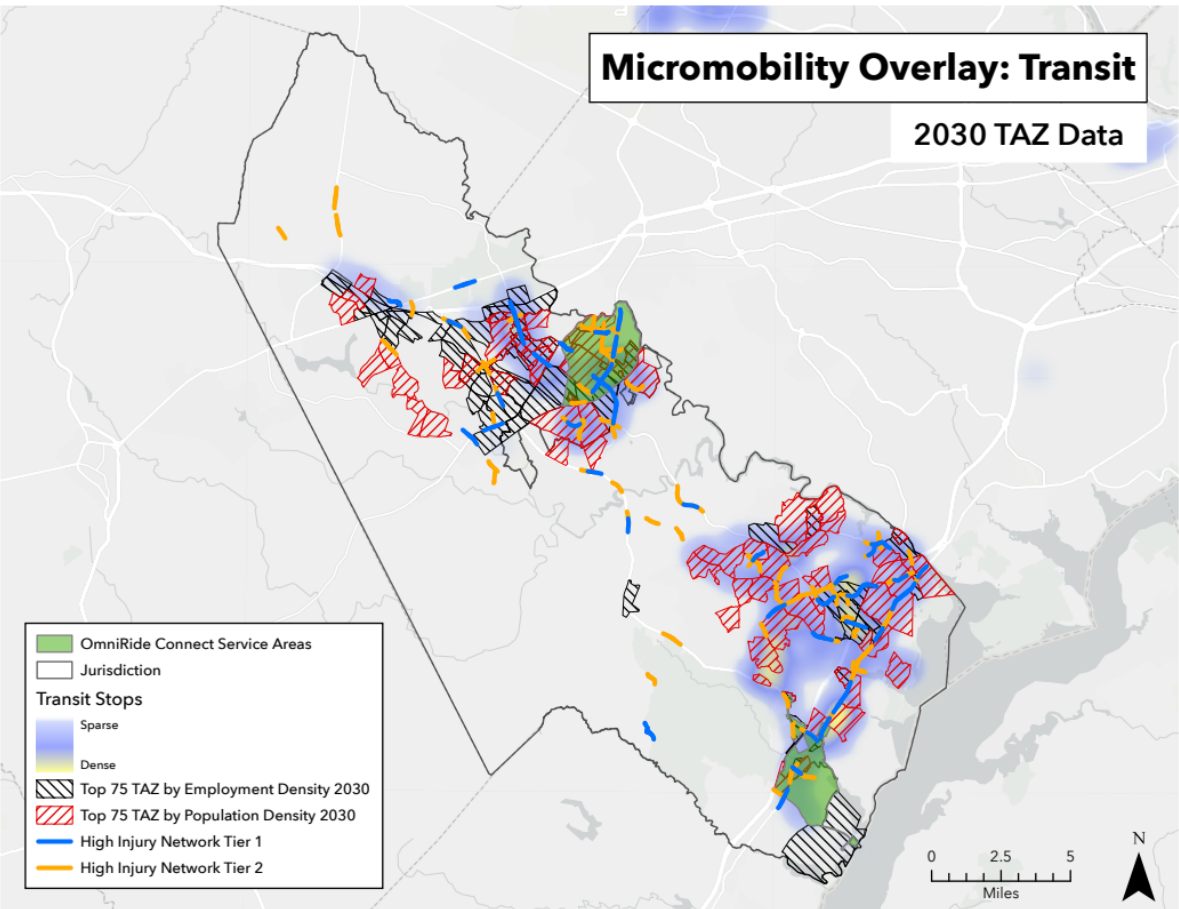 Micromobility Overlay: Transit
2030 TAZ Data
OmniRide Connect Service Areas
Jurisdiction
Transit Stops
Sparse
Dense
Top 75 TAZ by Employment Density 2030
Top 75 TAZ by Population Density 2030
High Injury Network Tier 1
High Injury Network Tier 2
0 2.5 5
Miles
N